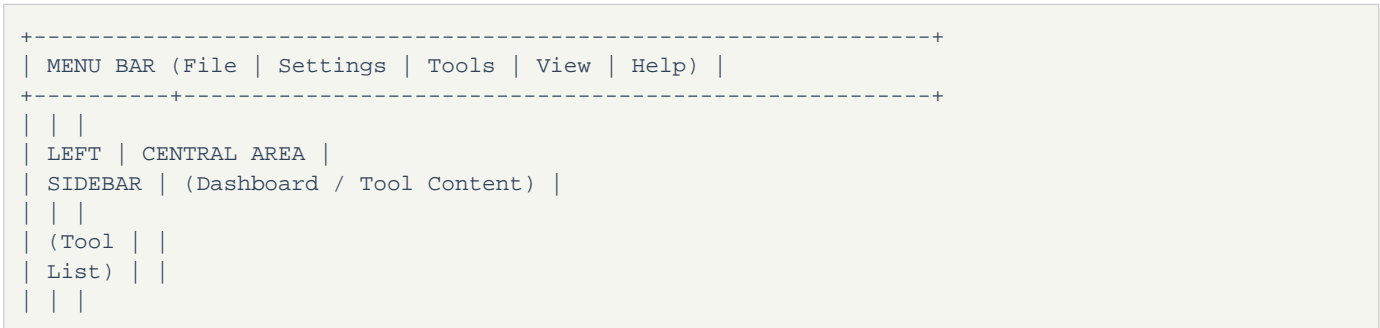 +------------------------------------------------------------------+
| MENU BAR (File | Settings | Tools | View | Help) |
+----------+-------------------------------------------------------+
| | |
| LEFT | CENTRAL AREA |
| SIDEBAR | (Dashboard / Tool Content) |
| | |
| (Tool | |
| List) | |
| | |